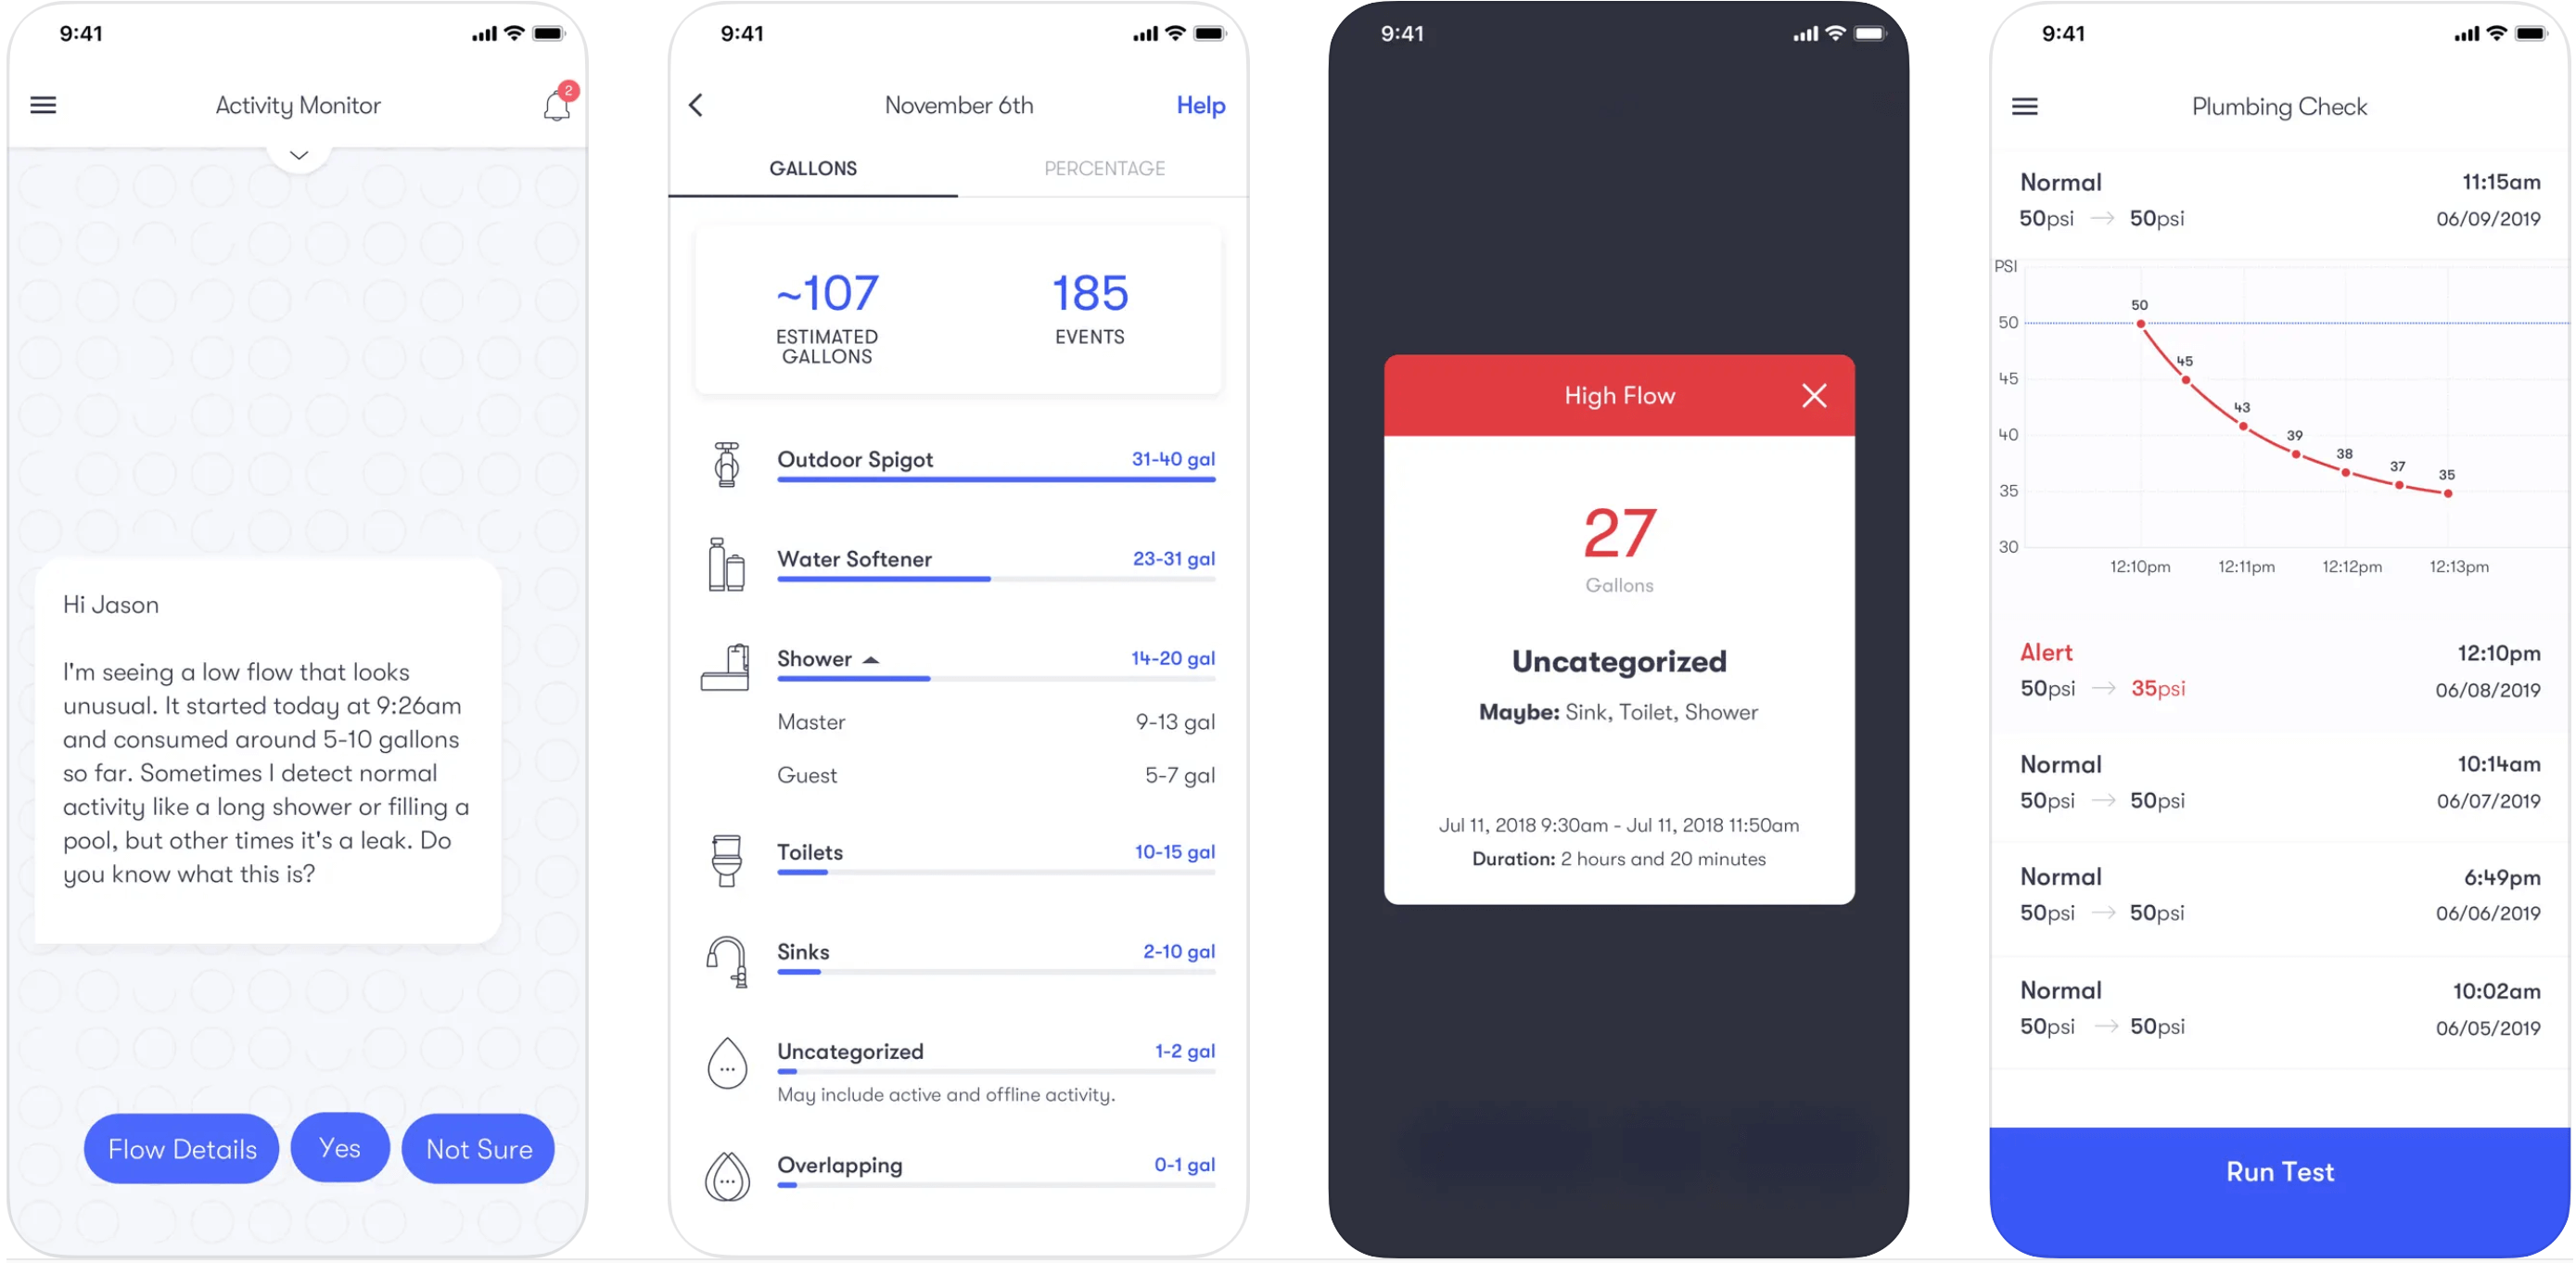 9:41
Activity Monitor
2
Hi Jason
I'm seeing a low flow that looks
unusual. It started today at 9:26am
and consumed around 5-10 gallons
so far. Sometimes I detect normal
activity like a long shower or filling a
pool, but other times it's a leak. Do
you know what this is?
Flow Details
Yes
Not Sure
9:41
November 6th
Help
GALLONS
PERCENTAGE
~107
ESTIMATED
GALLONS
185
EVENTS
Outdoor Spigot 31-40 gal
Water Softener 23-31 gal
Shower 14-20 gal
Master 9-13 gal
Guest 5-7 gal
Toilets 10-15 gal
Sinks 2-10 gal
Uncategorized 1-2 gal
May include active and offline activity.
Overlapping 0-1 gal
9:41
High Flow
27
Gallons
Uncategorized
Maybe: Sink, Toilet, Shower
Jul 11, 2018 9:30am - Jul 11, 2018 11:50am
Duration: 2 hours and 20 minutes
9:41
Plumbing Check
Normal 11:15am
50psi → 50psi 06/09/2019
PSI
50
45
40
35
30
50
45
43
39
38
37
35
12:10pm 12:11pm 12:12pm 12:13pm
Alert 12:10pm
50psi → 35psi 06/08/2019
Normal 10:14am
50psi → 50psi 06/07/2019
Normal 6:49pm
50psi → 50psi 06/06/2019
Normal 10:02am
50psi → 50psi 06/05/2019
Run Test